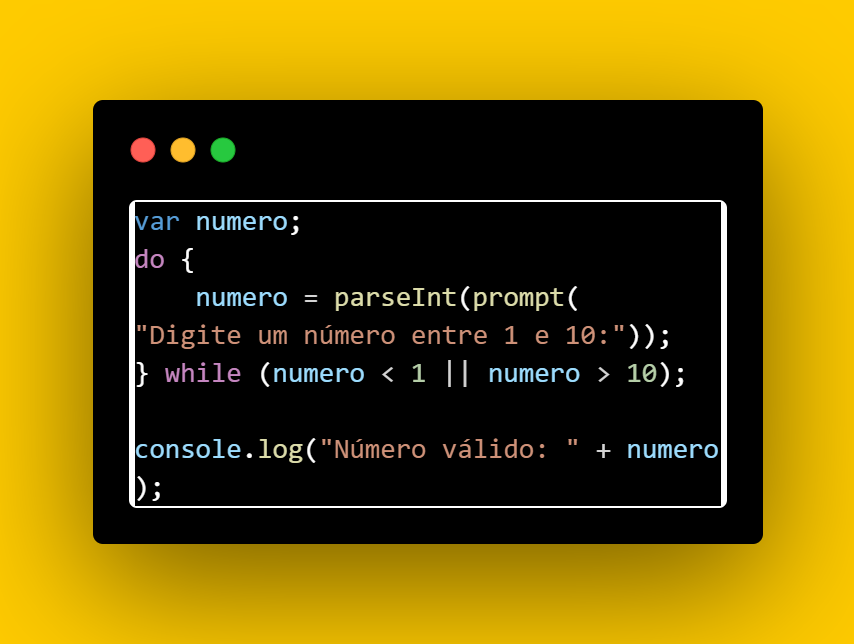 var numero;
do {
    numero = parseInt(prompt(
"Digite um número entre 1 e 10:"));
} while (numero < 1 || numero > 10);

console.log("Número válido: " + numero
);